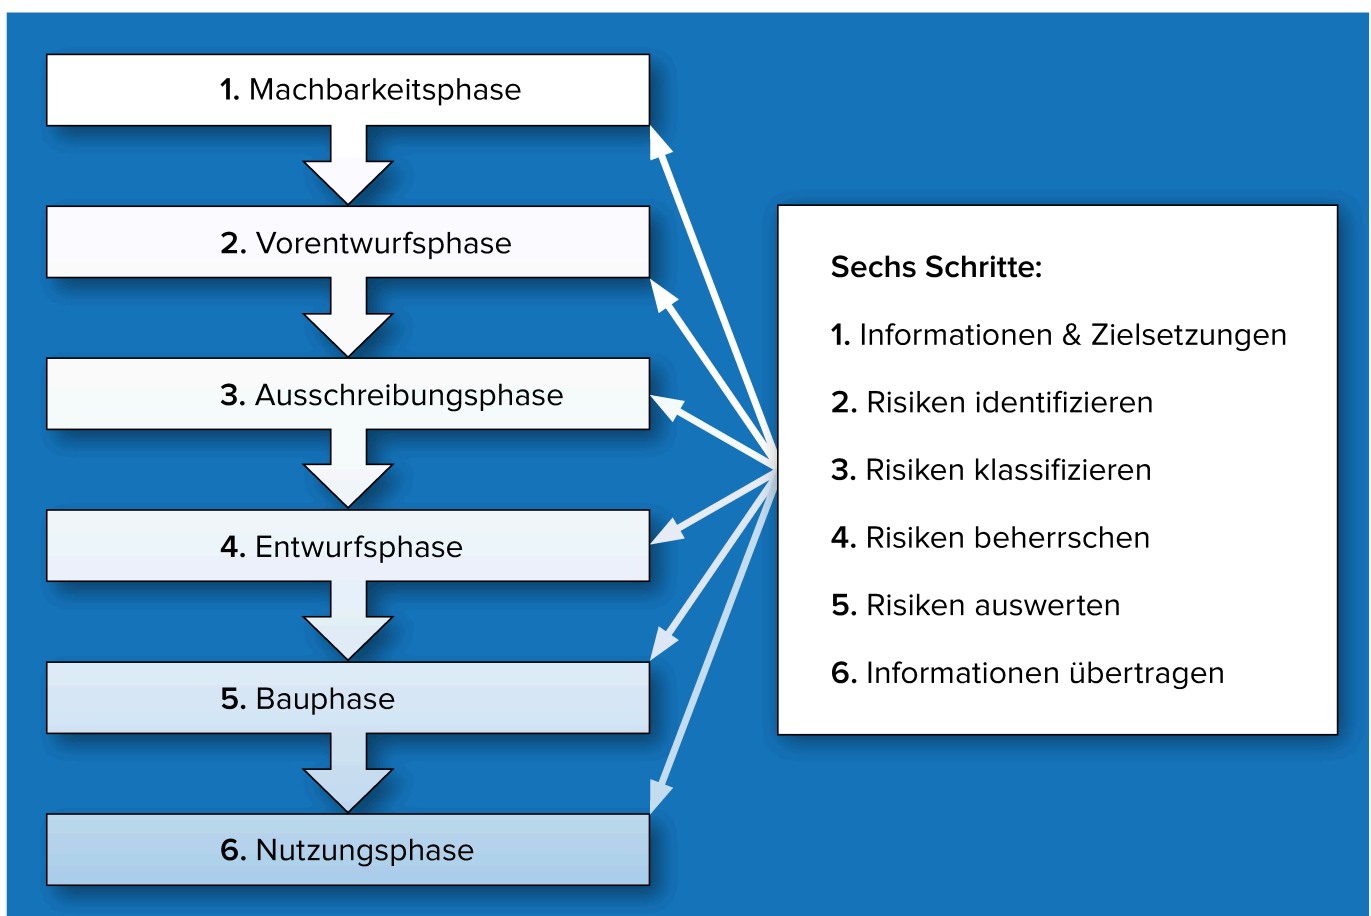 1. Machbarkeitsphase
2. Vorentwurfsphase
3. Ausschreibungsphase
4. Entwurfsphase
5. Bauphase
6. Nutzungsphase
Sechs Schritte:
1. Informationen & Zielsetzungen
2. Risiken identifizieren
3. Risiken klassifizieren
4. Risiken beherrschen
5. Risiken auswerten
6. Informationen übertragen